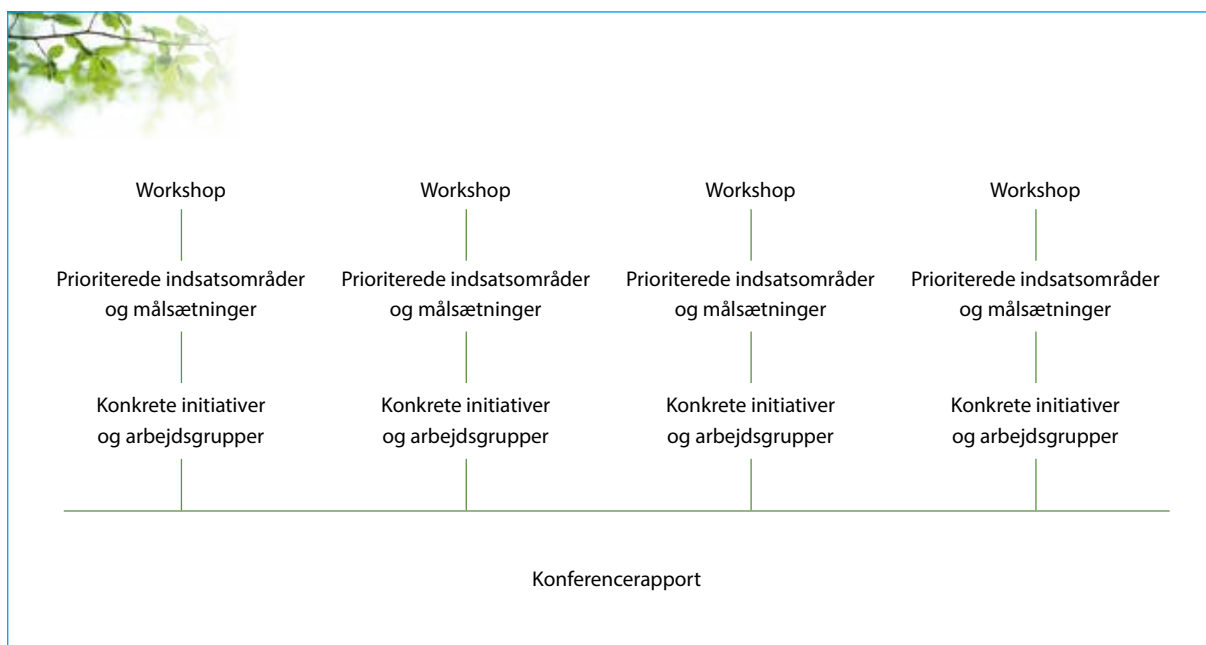 Workshop
Prioriterede indsatsområder
og målsætninger
Konkrete initiativer
og arbejdsgrupper
Workshop
Prioriterede indsatsområder
og målsætninger
Konkrete initiativer
og arbejdsgrupper
Workshop
Prioriterede indsatsområder
og målsætninger
Konkrete initiativer
og arbejdsgrupper
Workshop
Prioriterede indsatsområder
og målsætninger
Konkrete initiativer
og arbejdsgrupper
Konferencerapport